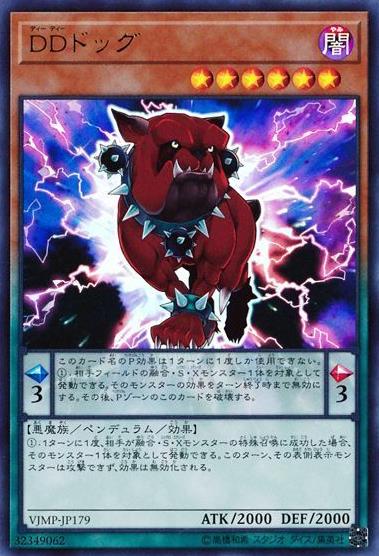 ディー ディー
DDドッグ
やみ
闇
このカード名のP効果は1ターンに1度しか使用できない。
①:相手フィールドの融合・S・Xモンスター1体を対象として
発動できる。そのモンスターの効果をターン終了時まで無効に
する。その後、Pゾーンのこのカードを破壊する。
3
3
【悪魔族/ペンデュラム/効果】
①:1ターンに1度、相手が融合・S・Xモンスターの特殊召喚に成功した場合、
そのモンスター1体を対象として発動できる。このターン、その表側表示モン
スターは攻撃できず、効果は無効化される。
VJMP-JP179
ATK/2000 DEF/2000
32349062
©高橋和希 スタジオ・ダイス/集英社